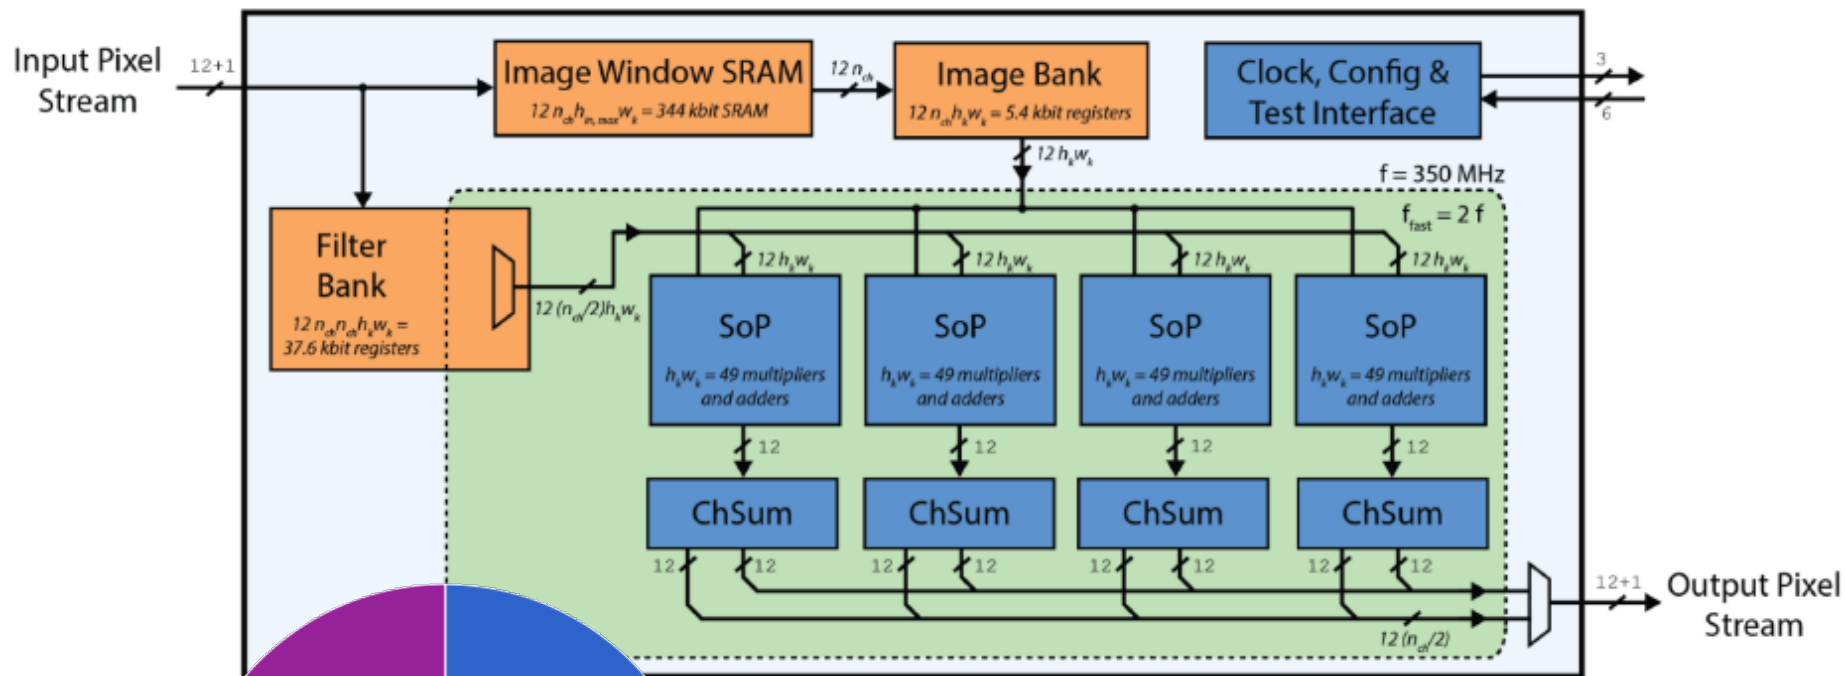 Input Pixel
Stream
12+1
Image Window SRAM
12 n_ch h_in,max w_k = 344 kbit SRAM
12 n_ch
Image Bank
12 n_ch h_k w_k = 5.4 kbit registers
Clock, Config &
Test Interface
3
6
12 h_k w_k
f = 350 MHz
f_fast = 2 f
Filter
Bank
12 n_ch n_ch h_k w_k =
37.6 kbit registers
12 (n_ch/2)h_k w_k
12 h_k w_k
12 h_k w_k
12 h_k w_k
12 h_k w_k
SoP
h_k w_k = 49 multipliers
and adders
SoP
h_k w_k = 49 multipliers
and adders
SoP
h_k w_k = 49 multipliers
and adders
SoP
h_k w_k = 49 multipliers
and adders
12
12
12
12
ChSum
ChSum
ChSum
ChSum
12
12
12
12
12
12
12
12
12 (n_ch/2)
12+1
Output Pixel
Stream